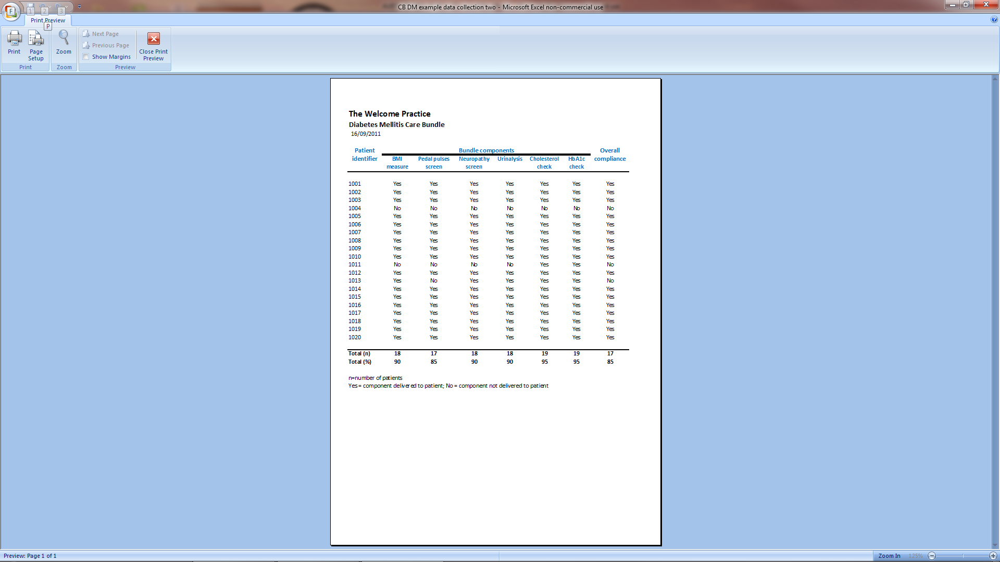 CB DM example data collection two - Microsoft Excel non-commercial use
F 1 2 3
Print Preview
P
Print
Page Setup
Zoom
Next Page
Previous Page
Show Margins
Close Print Preview
Print Zoom Preview
The Welcome Practice
Diabetes Mellitis Care Bundle
16/09/2011
Patient Bundle components Overall
identifier BMI Pedal pulses Neuropathy Urinalysis Cholesterol HbA1c compliance
measure screen screen check check
1001 Yes Yes Yes Yes Yes Yes Yes
1002 Yes Yes Yes Yes Yes Yes Yes
1003 Yes Yes Yes Yes Yes Yes Yes
1004 No No No No No No No
1005 Yes Yes Yes Yes Yes Yes Yes
1006 Yes Yes Yes Yes Yes Yes Yes
1007 Yes Yes Yes Yes Yes Yes Yes
1008 Yes Yes Yes Yes Yes Yes Yes
1009 Yes Yes Yes Yes Yes Yes Yes
1010 Yes Yes Yes Yes Yes Yes Yes
1011 No No No No Yes Yes No
1012 Yes Yes Yes Yes Yes Yes Yes
1013 Yes No Yes Yes Yes Yes No
1014 Yes Yes Yes Yes Yes Yes Yes
1015 Yes Yes Yes Yes Yes Yes Yes
1016 Yes Yes Yes Yes Yes Yes Yes
1017 Yes Yes Yes Yes Yes Yes Yes
1018 Yes Yes Yes Yes Yes Yes Yes
1019 Yes Yes Yes Yes Yes Yes Yes
1020 Yes Yes Yes Yes Yes Yes Yes
Total (n) 18 17 18 18 19 19 17
Total (%) 90 85 90 90 95 95 85
n=number of patients
Yes = component delivered to patient; No = component not delivered to patient
Preview: Page 1 of 1
Zoom In 125%